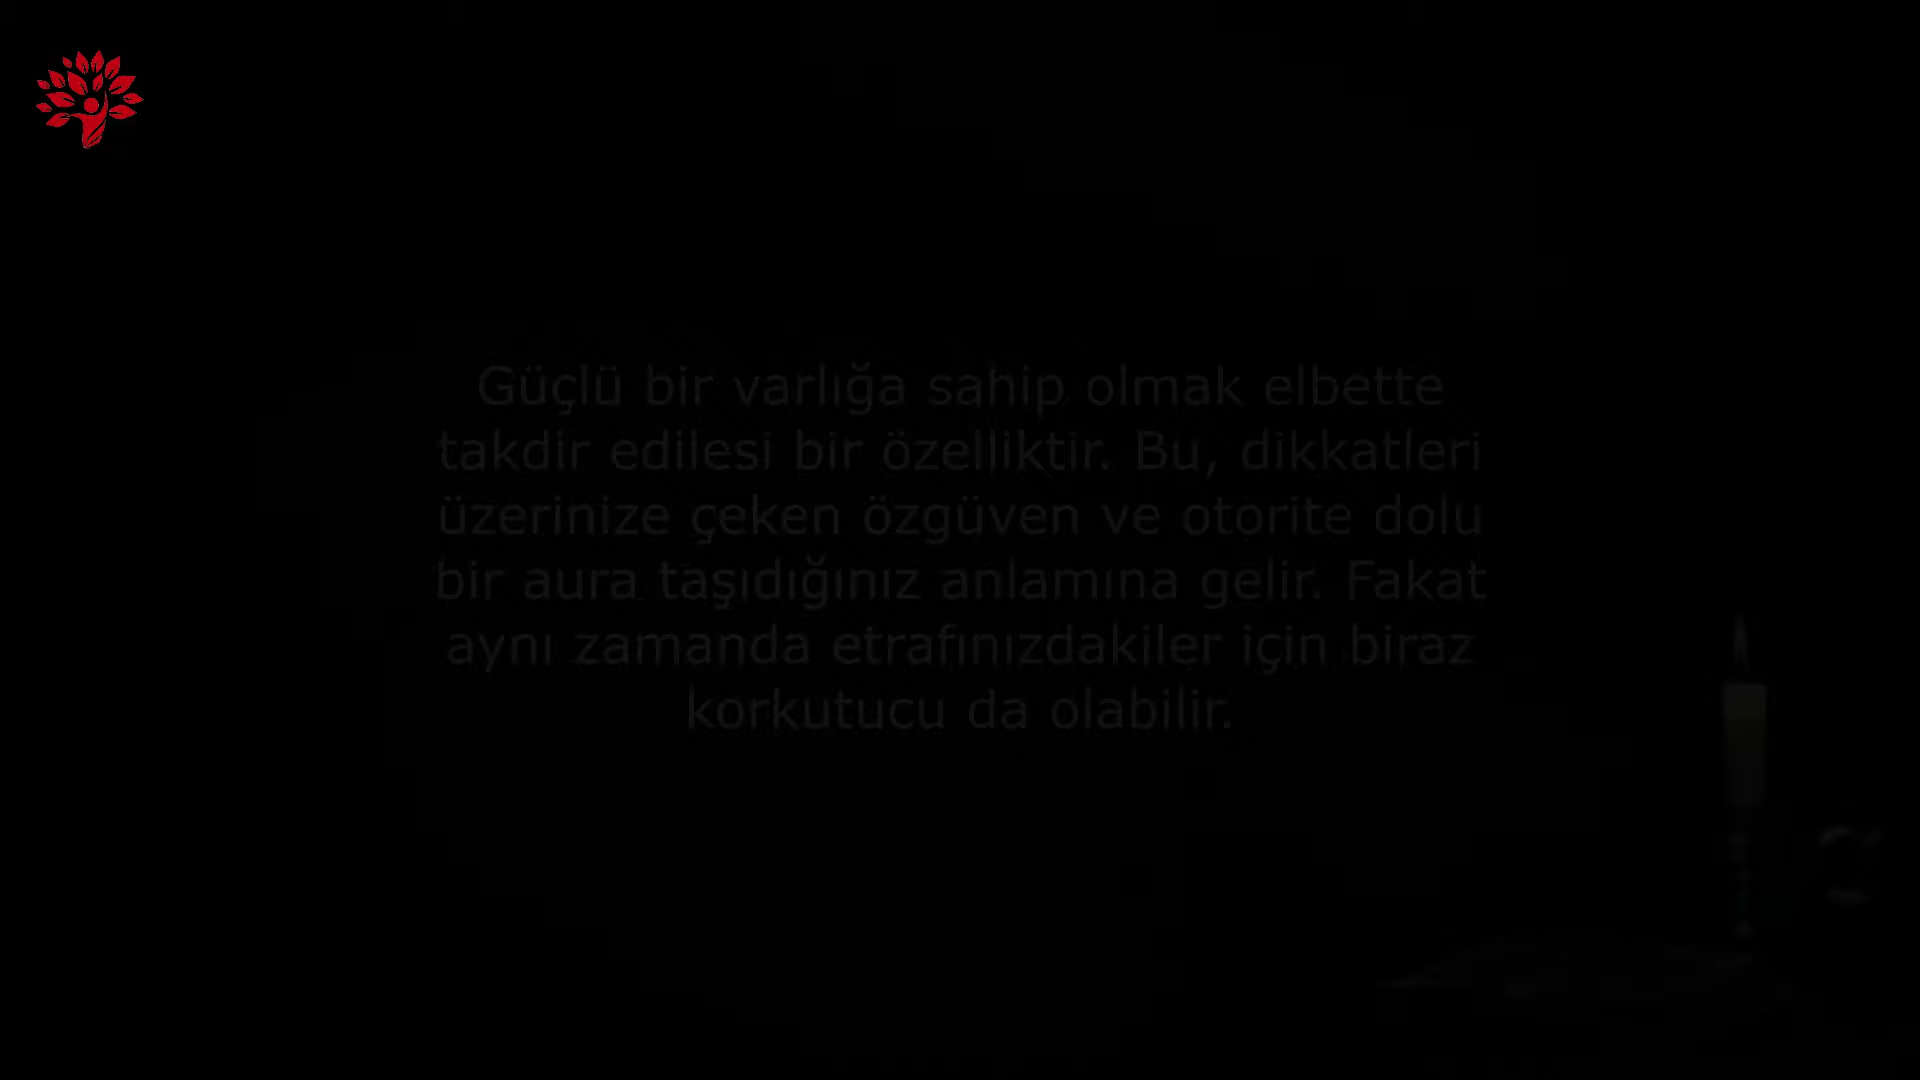 Güçlü bir varlığa sahip olmak elbette
takdir edilesi bir özelliktir. Bu, dikkatleri
üzerinize çeken özgüven ve otorite dolu
bir aura taşıdığınız anlamına gelir. Fakat
aynı zamanda etrafınızdakiler için biraz
korkutucu da olabilir.